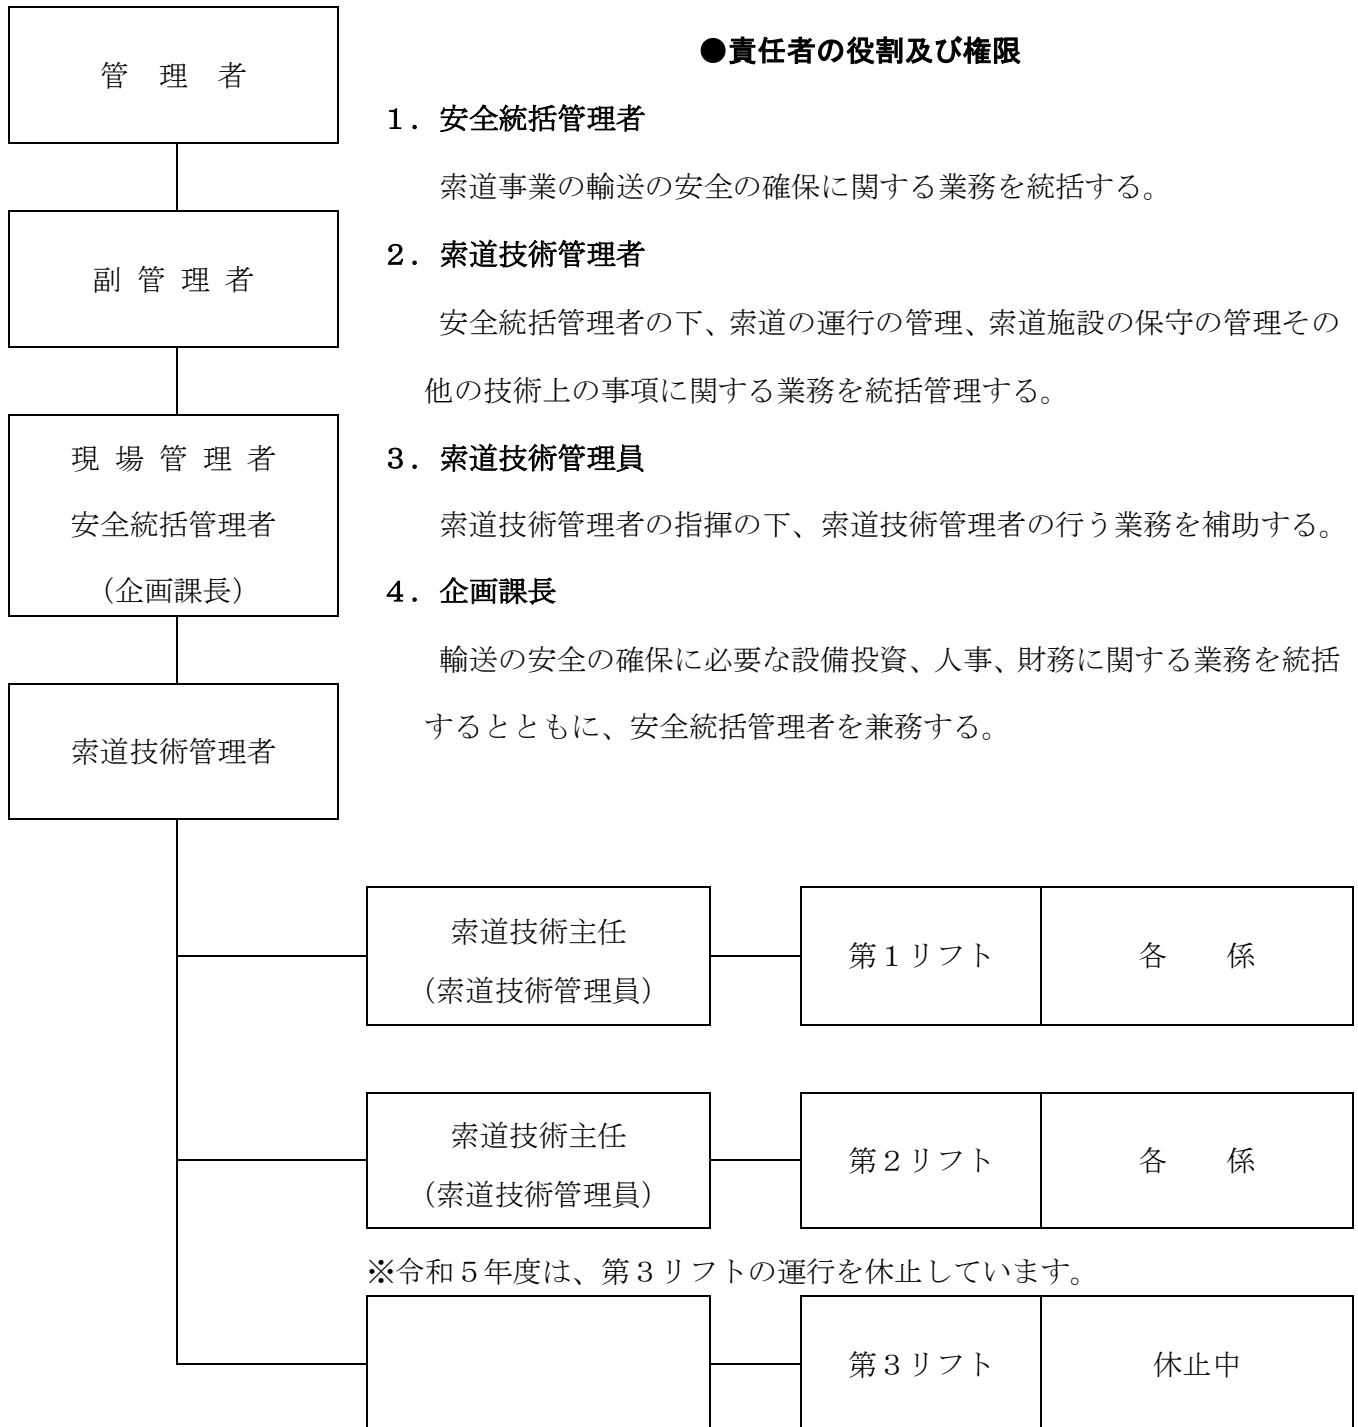 管　理　者
副 管 理 者
現 場 管 理 者
安全統括管理者
（企画課長）
索道技術管理者
●責任者の役割及び権限
１．安全統括管理者
索道事業の輸送の安全の確保に関する業務を統括する。
２．索道技術管理者
安全統括管理者の下、索道の運行の管理、索道施設の保守の管理その
他の技術上の事項に関する業務を統括管理する。
３．索道技術管理員
索道技術管理者の指揮の下、索道技術管理者の行う業務を補助する。
４．企画課長
輸送の安全の確保に必要な設備投資、人事、財務に関する業務を統括
するとともに、安全統括管理者を兼務する。
索道技術主任
（索道技術管理員）
第１リフト
各　　係
索道技術主任
（索道技術管理員）
第２リフト
各　　係
※令和５年度は、第３リフトの運行を休止しています。
第３リフト
休止中